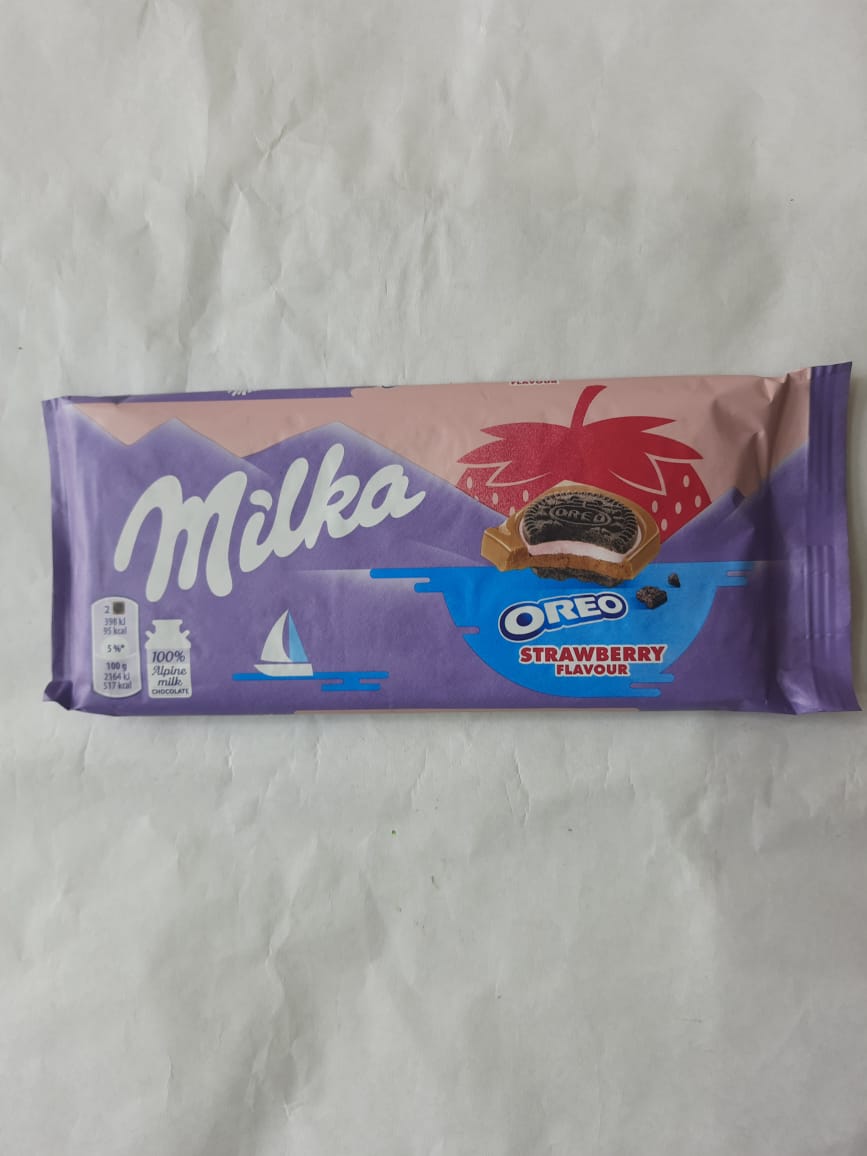 FLAVOUR
Milka
OREO
OREO
STRAWBERRY
FLAVOUR
2
398 kJ
95 kcal
5 %*
100 g
2164 kJ
517 kcal
100%
Alpine
milk
CHOCOLATE